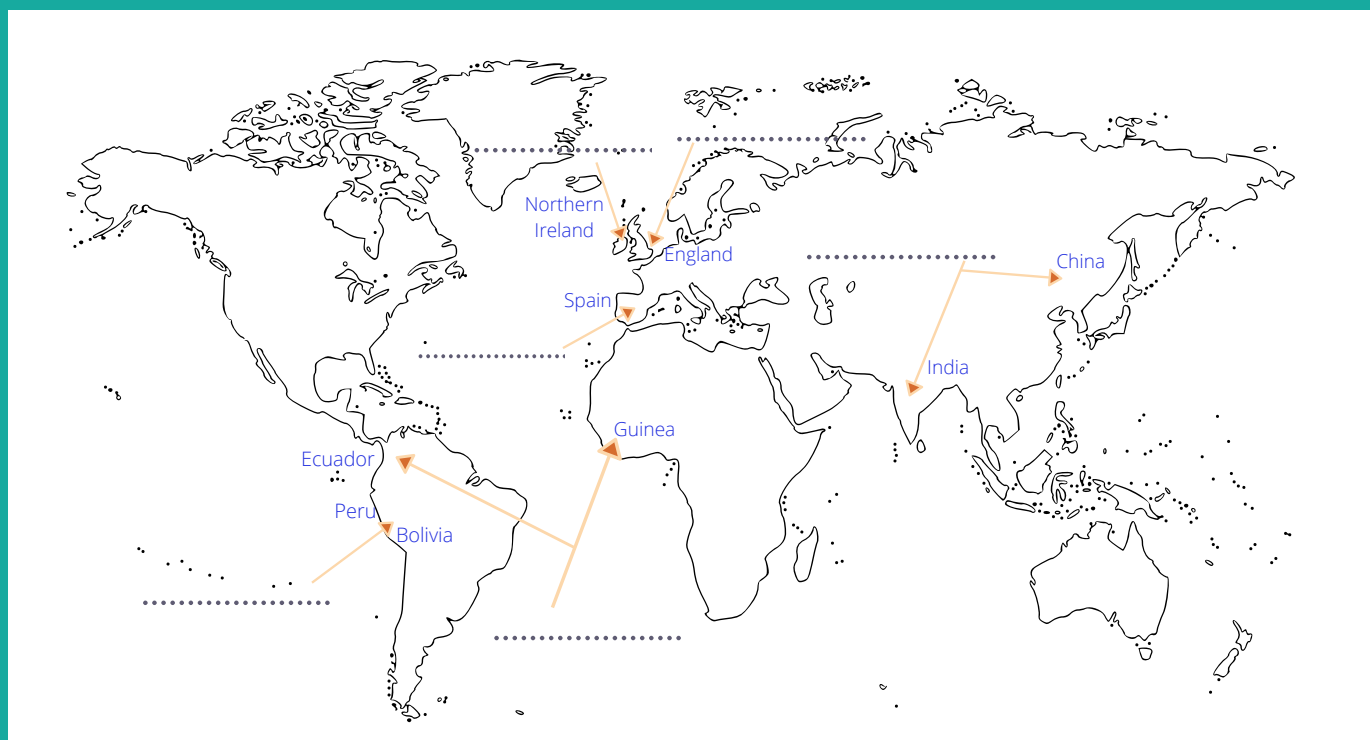 Northern
Ireland
England
China
Spain
India
Guinea
Ecuador
Peru
Bolivia